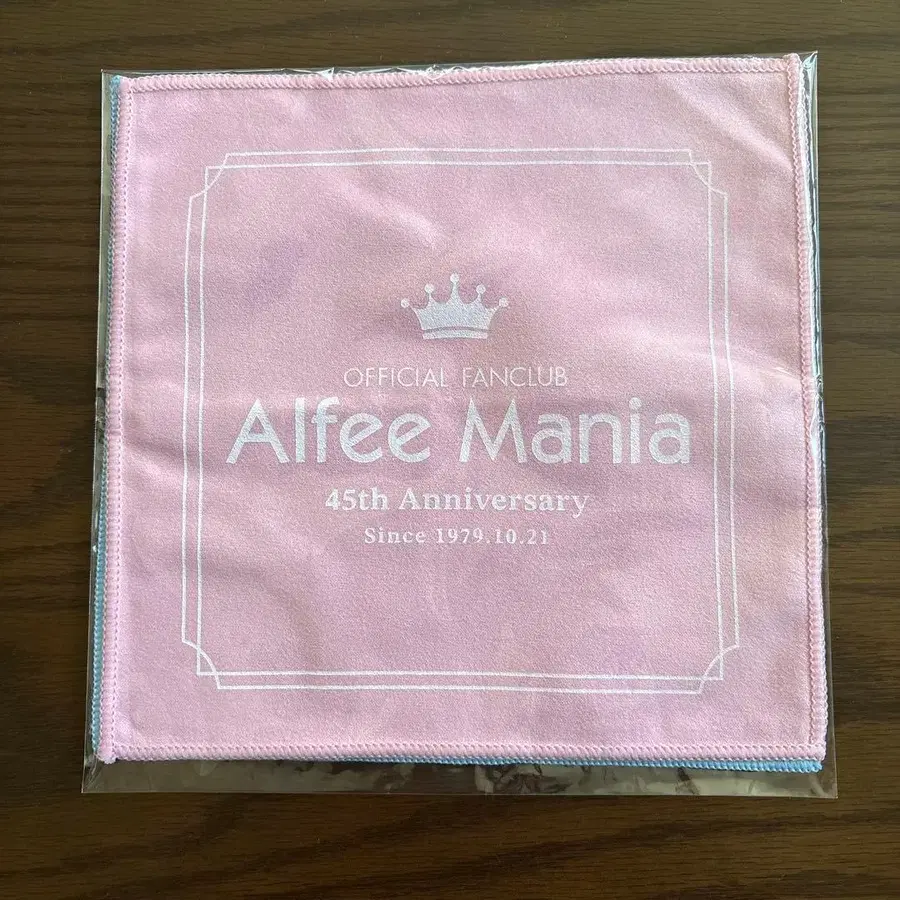 OFFICIAL FANCLUB
Alfee Mania
45th Anniversary
Since 1979.10.21